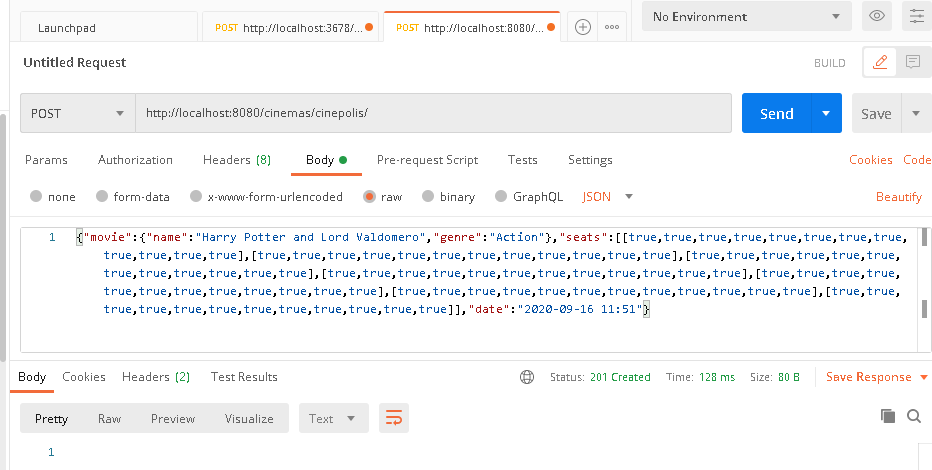 Launchpad
POST http://localhost:3678/...
POST http://localhost:8080/...
No Environment
Untitled Request
BUILD
POST
http://localhost:8080/cinemas/cinepolis/
Send
Save
Params Authorization Headers (8) Body Pre-request Script Tests Settings Cookies Code
none form-data x-www-form-urlencoded raw binary GraphQL JSON Beautify
1 {"movie":{"name":"Harry Potter and Lord Valdomero","genre":"Action"},"seats":[[true,true,true,true,true,true,true,true,
true,true,true,true],[true,true,true,true,true,true,true,true,true,true,true,true],[true,true,true,true,true,true,
true,true,true,true,true,true],[true,true,true,true,true,true,true,true,true,true,true,true],[true,true,true,true,
true,true,true,true,true,true,true,true],[true,true,true,true,true,true,true,true,true,true,true,true],[true,true,
true,true,true,true,true,true,true,true,true,true]],"date":"2020-09-16 11:51"}
Body Cookies Headers (2) Test Results Status: 201 Created Time: 128 ms Size: 80 B Save Response
Pretty Raw Preview Visualize Text
1